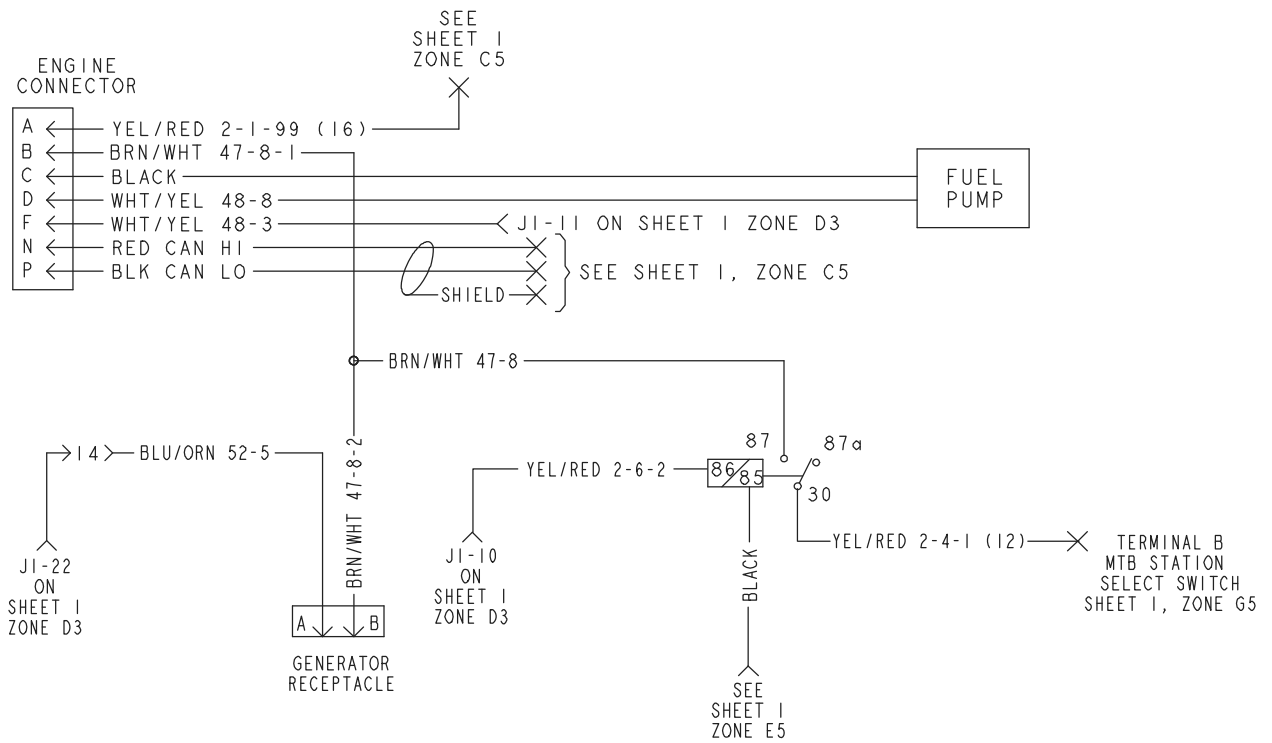 SEE
SHEET 1
ZONE C5
ENGINE
CONNECTOR
A YEL/RED 2-1-99 (16)
B BRN/WHT 47-8-1
C BLACK
D WHT/YEL 48-8
F WHT/YEL 48-3 J1-11 ON SHEET 1 ZONE D3
N RED CAN HI
P BLK CAN LO SEE SHEET 1, ZONE C5
SHIELD
FUEL
PUMP
BRN/WHT 47-8
14 BLU/ORN 52-5
J1-22
ON
SHEET 1
ZONE D3
BRN/WHT 47-8-2
A B
GENERATOR
RECEPTACLE
YEL/RED 2-6-2
J1-10
ON
SHEET 1
ZONE D3
87 87a
86 85
30
YEL/RED 2-4-1 (12)
TERMINAL B
MTB STATION
SELECT SWITCH
SHEET 1, ZONE G5
BLACK
SEE
SHEET 1
ZONE E5